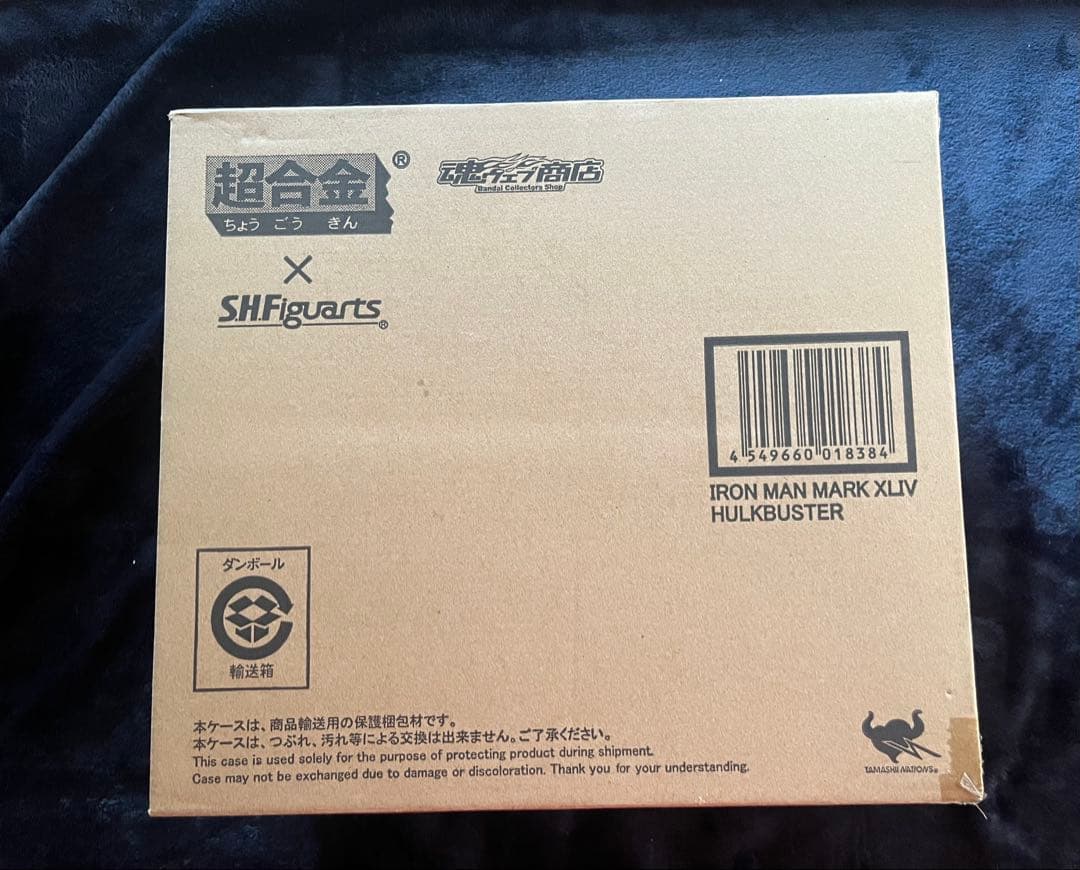 超合金®
ちょう ごう きん
魂ウェブ商店
Bandai Collectors Shop
×
S.H.Figuarts®
4 549660 018384
IRON MAN MARK XLIV
HULKBUSTER
ダンボール
輸送箱
本ケースは、商品輸送用の保護梱包材です。
本ケースは、つぶれ、汚れ等による交換は出来ません。ご了承ください。
This case is used solely for the purpose of protecting product during shipment.
Case may not be exchanged due to damage or discoloration. Thank you for your understanding.
TAMASHII NATIONS®